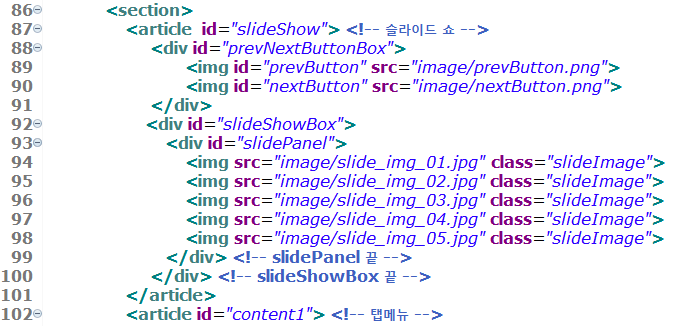 86 <section>
87 <article id="slideShow"> <!-- 슬라이드 쇼 -->
88 <div id="prevNextButtonBox">
89 <img id="prevButton" src="image/prevButton.png">
90 <img id="nextButton" src="image/nextButton.png">
91 </div>
92 <div id="slideShowBox">
93 <div id="slidePanel">
94 <img src="image/slide_img_01.jpg" class="slideImage">
95 <img src="image/slide_img_02.jpg" class="slideImage">
96 <img src="image/slide_img_03.jpg" class="slideImage">
97 <img src="image/slide_img_04.jpg" class="slideImage">
98 <img src="image/slide_img_05.jpg" class="slideImage">
99 </div> <!-- slidePanel 끝 -->
100 </div> <!-- slideShowBox 끝 -->
101 </article>
102 <article id="content1"> <!-- 탭메뉴 -->